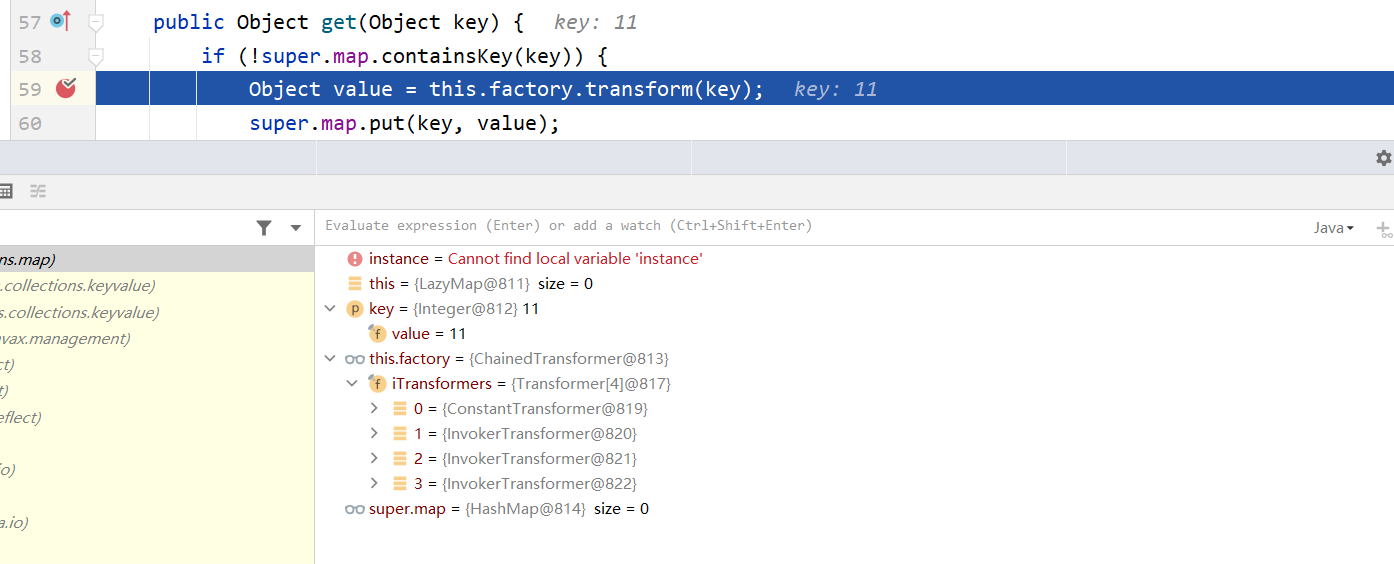 57 public Object get(Object key) { key: 11
58 if (!super.map.containsKey(key)) {
59 Object value = this.factory.transform(key); key: 11
60 super.map.put(key, value);
Evaluate expression (Enter) or add a watch (Ctrl+Shift+Enter) Java
ns.map)
.collections.keyvalue)
s.collections.keyvalue)
vax.management)
ct)
t)
eflect)
o)
a.io)
instance = Cannot find local variable 'instance'
this = {LazyMap@811} size = 0
p key = {Integer@812} 11
f value = 11
this.factory = {ChainedTransformer@813}
f iTransformers = {Transformer[4]@817}
0 = {ConstantTransformer@819}
1 = {InvokerTransformer@820}
2 = {InvokerTransformer@821}
3 = {InvokerTransformer@822}
super.map = {HashMap@814} size = 0